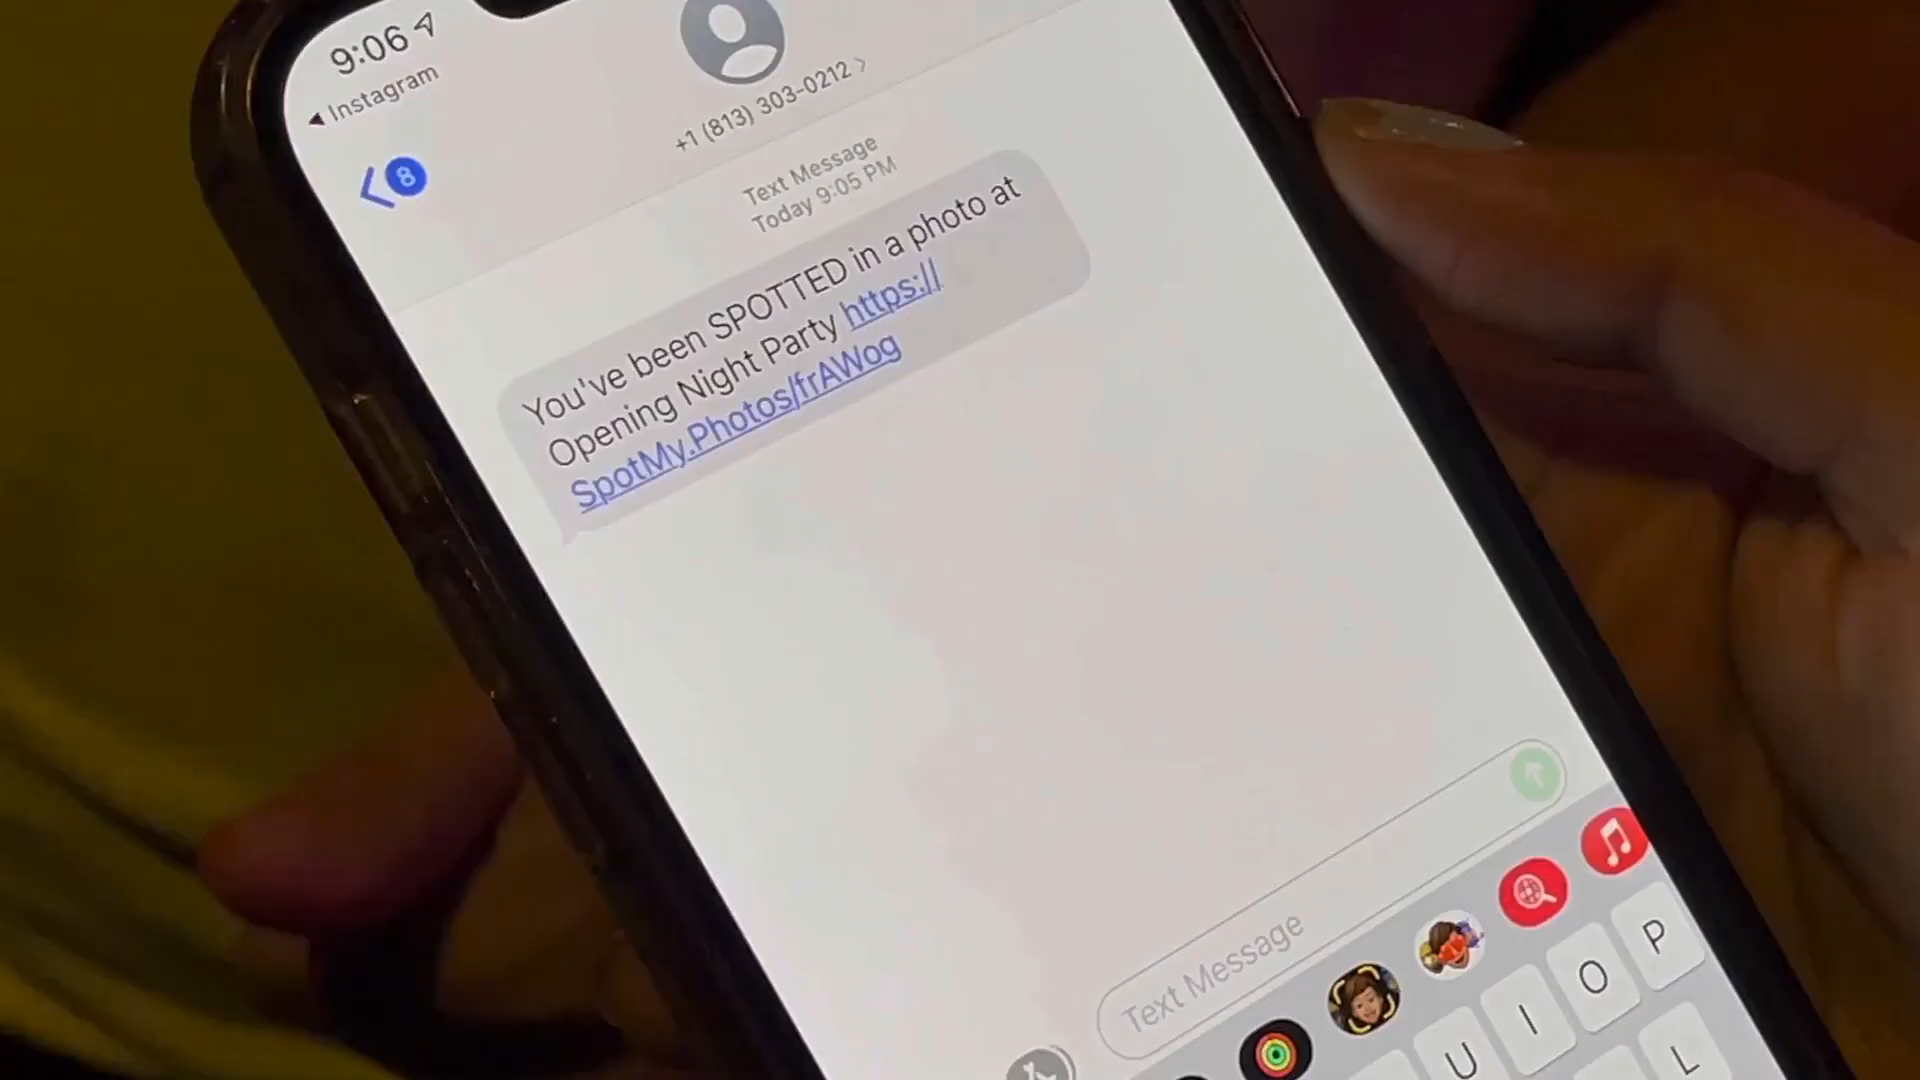 9:06
Instagram
8
+1 (813) 303-0212
Text Message
Today 9:05 PM
You've been SPOTTED in a photo at
Opening Night Party https://
SpotMy.Photos/frAWog
Text Message
U I O P
L